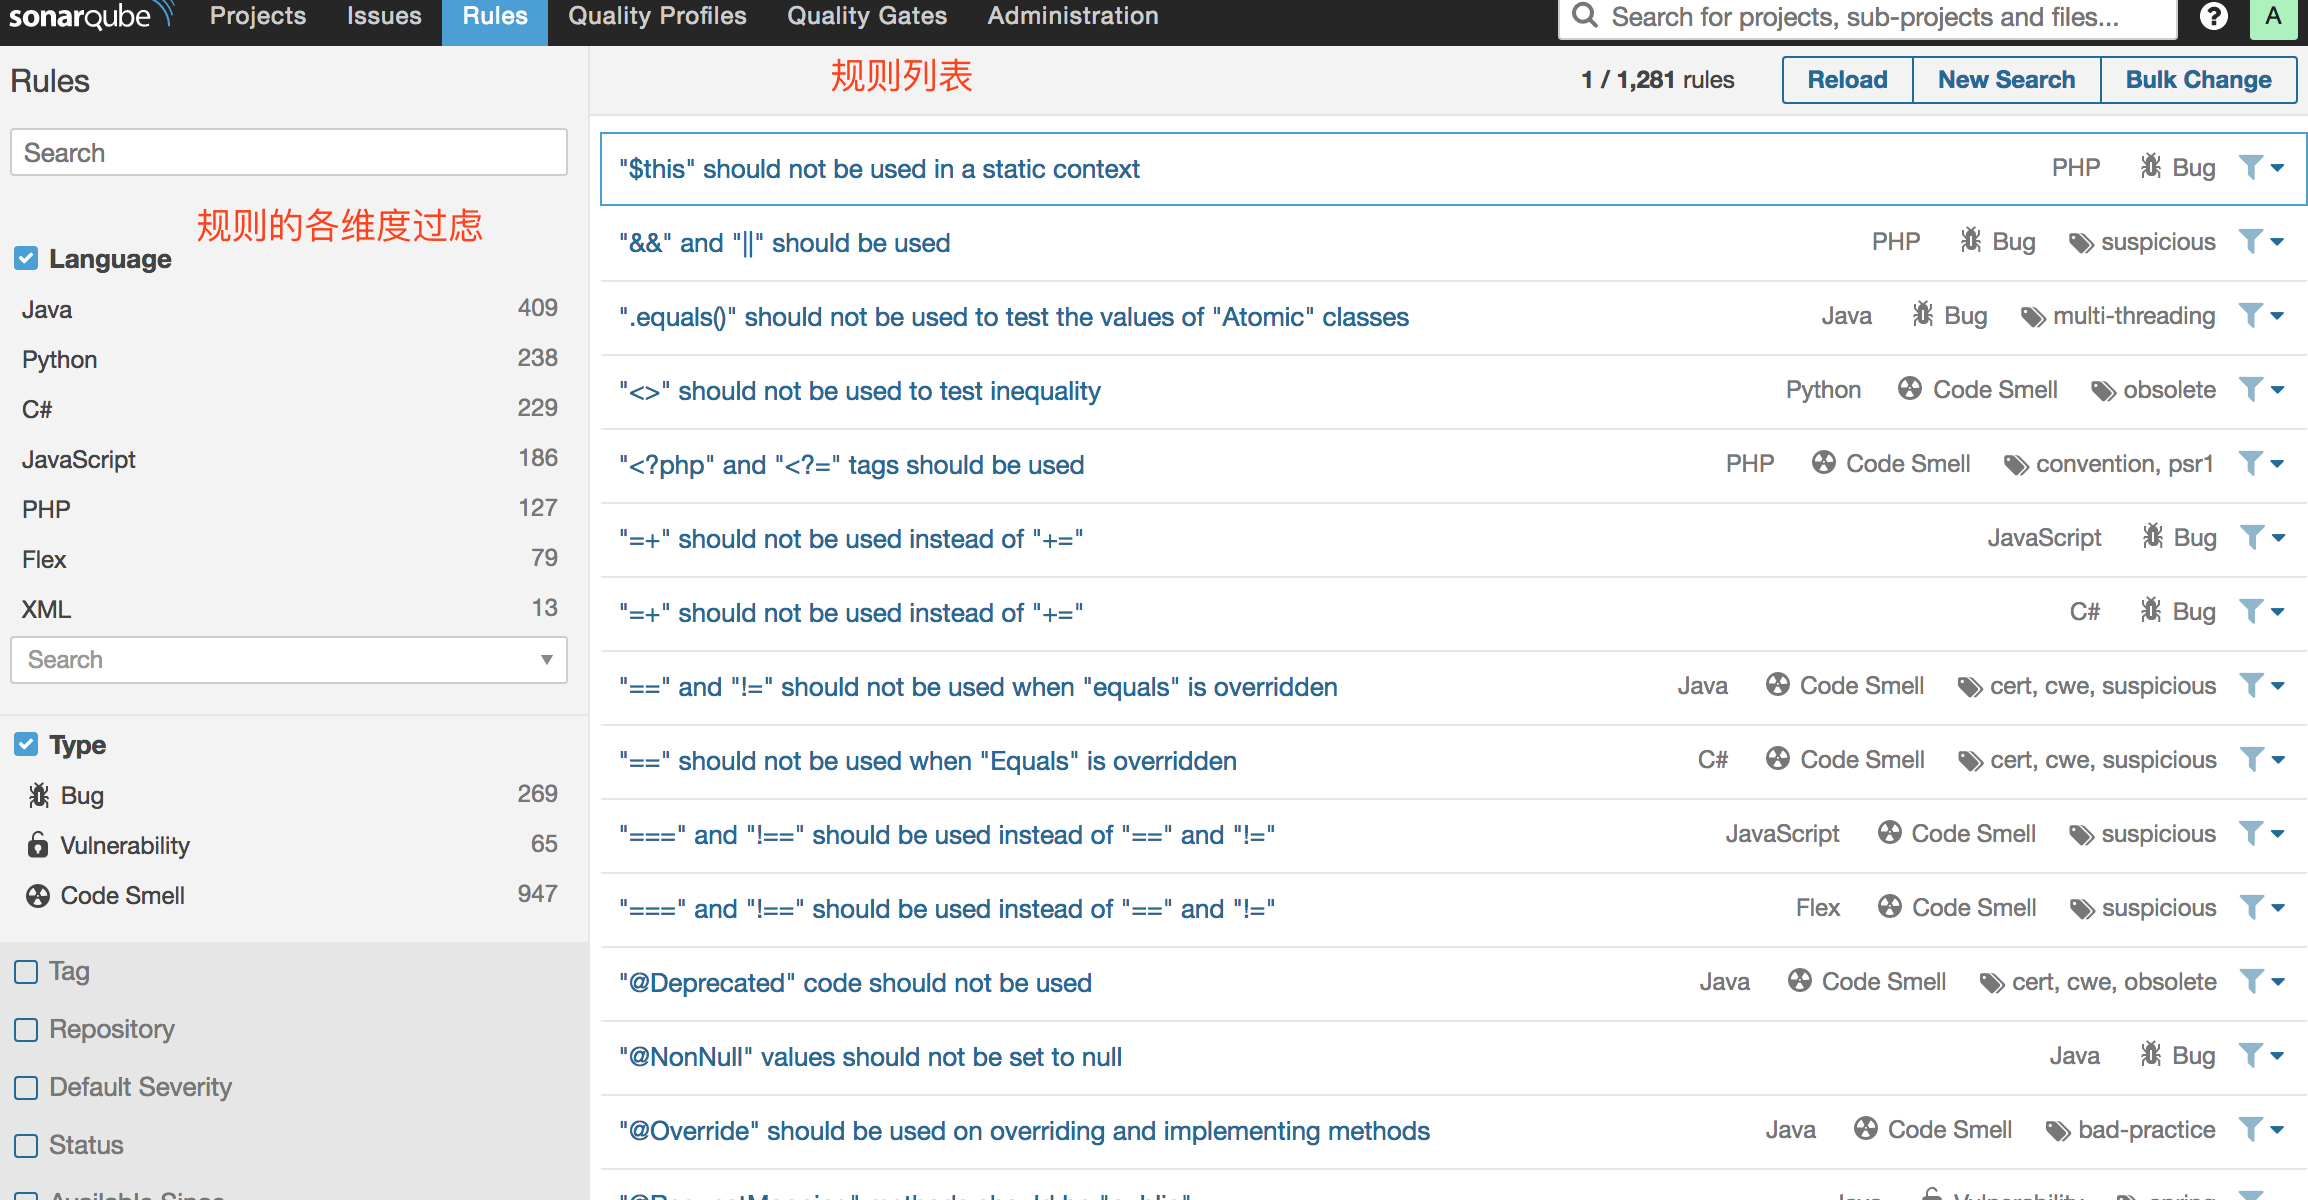 sonarqube Projects Issues Rules Quality Profiles Quality Gates Administration Search for projects, sub-projects and files... ? A
Rules
规则列表
1 / 1,281 rules Reload New Search Bulk Change
Search
规则的各维度过虑
Language
Java 409
Python 238
C# 229
JavaScript 186
PHP 127
Flex 79
XML 13
Search
Type
Bug 269
Vulnerability 65
Code Smell 947
Tag
Repository
Default Severity
Status
Available Since
"$this" should not be used in a static context PHP Bug
"&&" and "||" should be used PHP Bug suspicious
".equals()" should not be used to test the values of "Atomic" classes Java Bug multi-threading
"<>" should not be used to test inequality Python Code Smell obsolete
"<?php" and "<?=" tags should be used PHP Code Smell convention, psr1
"=+" should not be used instead of "+=" JavaScript Bug
"=+" should not be used instead of "+=" C# Bug
"==" and "!=" should not be used when "equals" is overridden Java Code Smell cert, cwe, suspicious
"==" should not be used when "Equals" is overridden C# Code Smell cert, cwe, suspicious
"===" and "!==" should be used instead of "==" and "!=" JavaScript Code Smell suspicious
"===" and "!==" should be used instead of "==" and "!=" Flex Code Smell suspicious
"@Deprecated" code should not be used Java Code Smell cert, cwe, obsolete
"@NonNull" values should not be set to null Java Bug
"@Override" should be used on overriding and implementing methods Java Code Smell bad-practice
"@RequestMapping" methods should be "public" Java Vulnerability spring